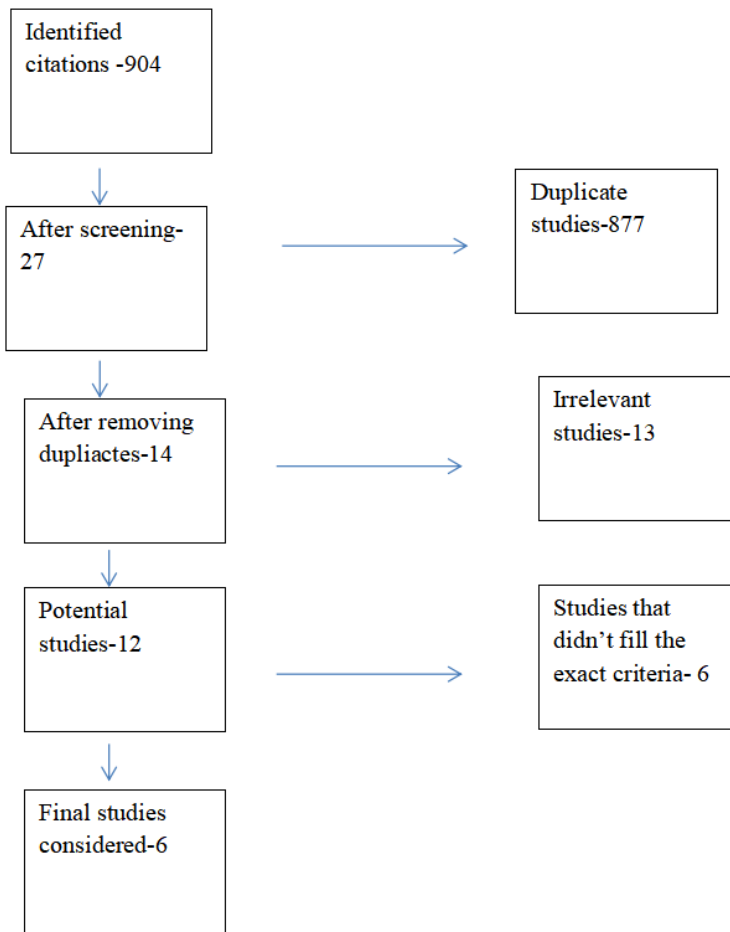 Identified
citations -904
Duplicate
studies-877
After screening-
27
Irrelevant
studies-13
After removing
dupliactes-14
Potential
studies-12
Studies that
didn’t fill the
exact criteria- 6
Final studies
considered-6